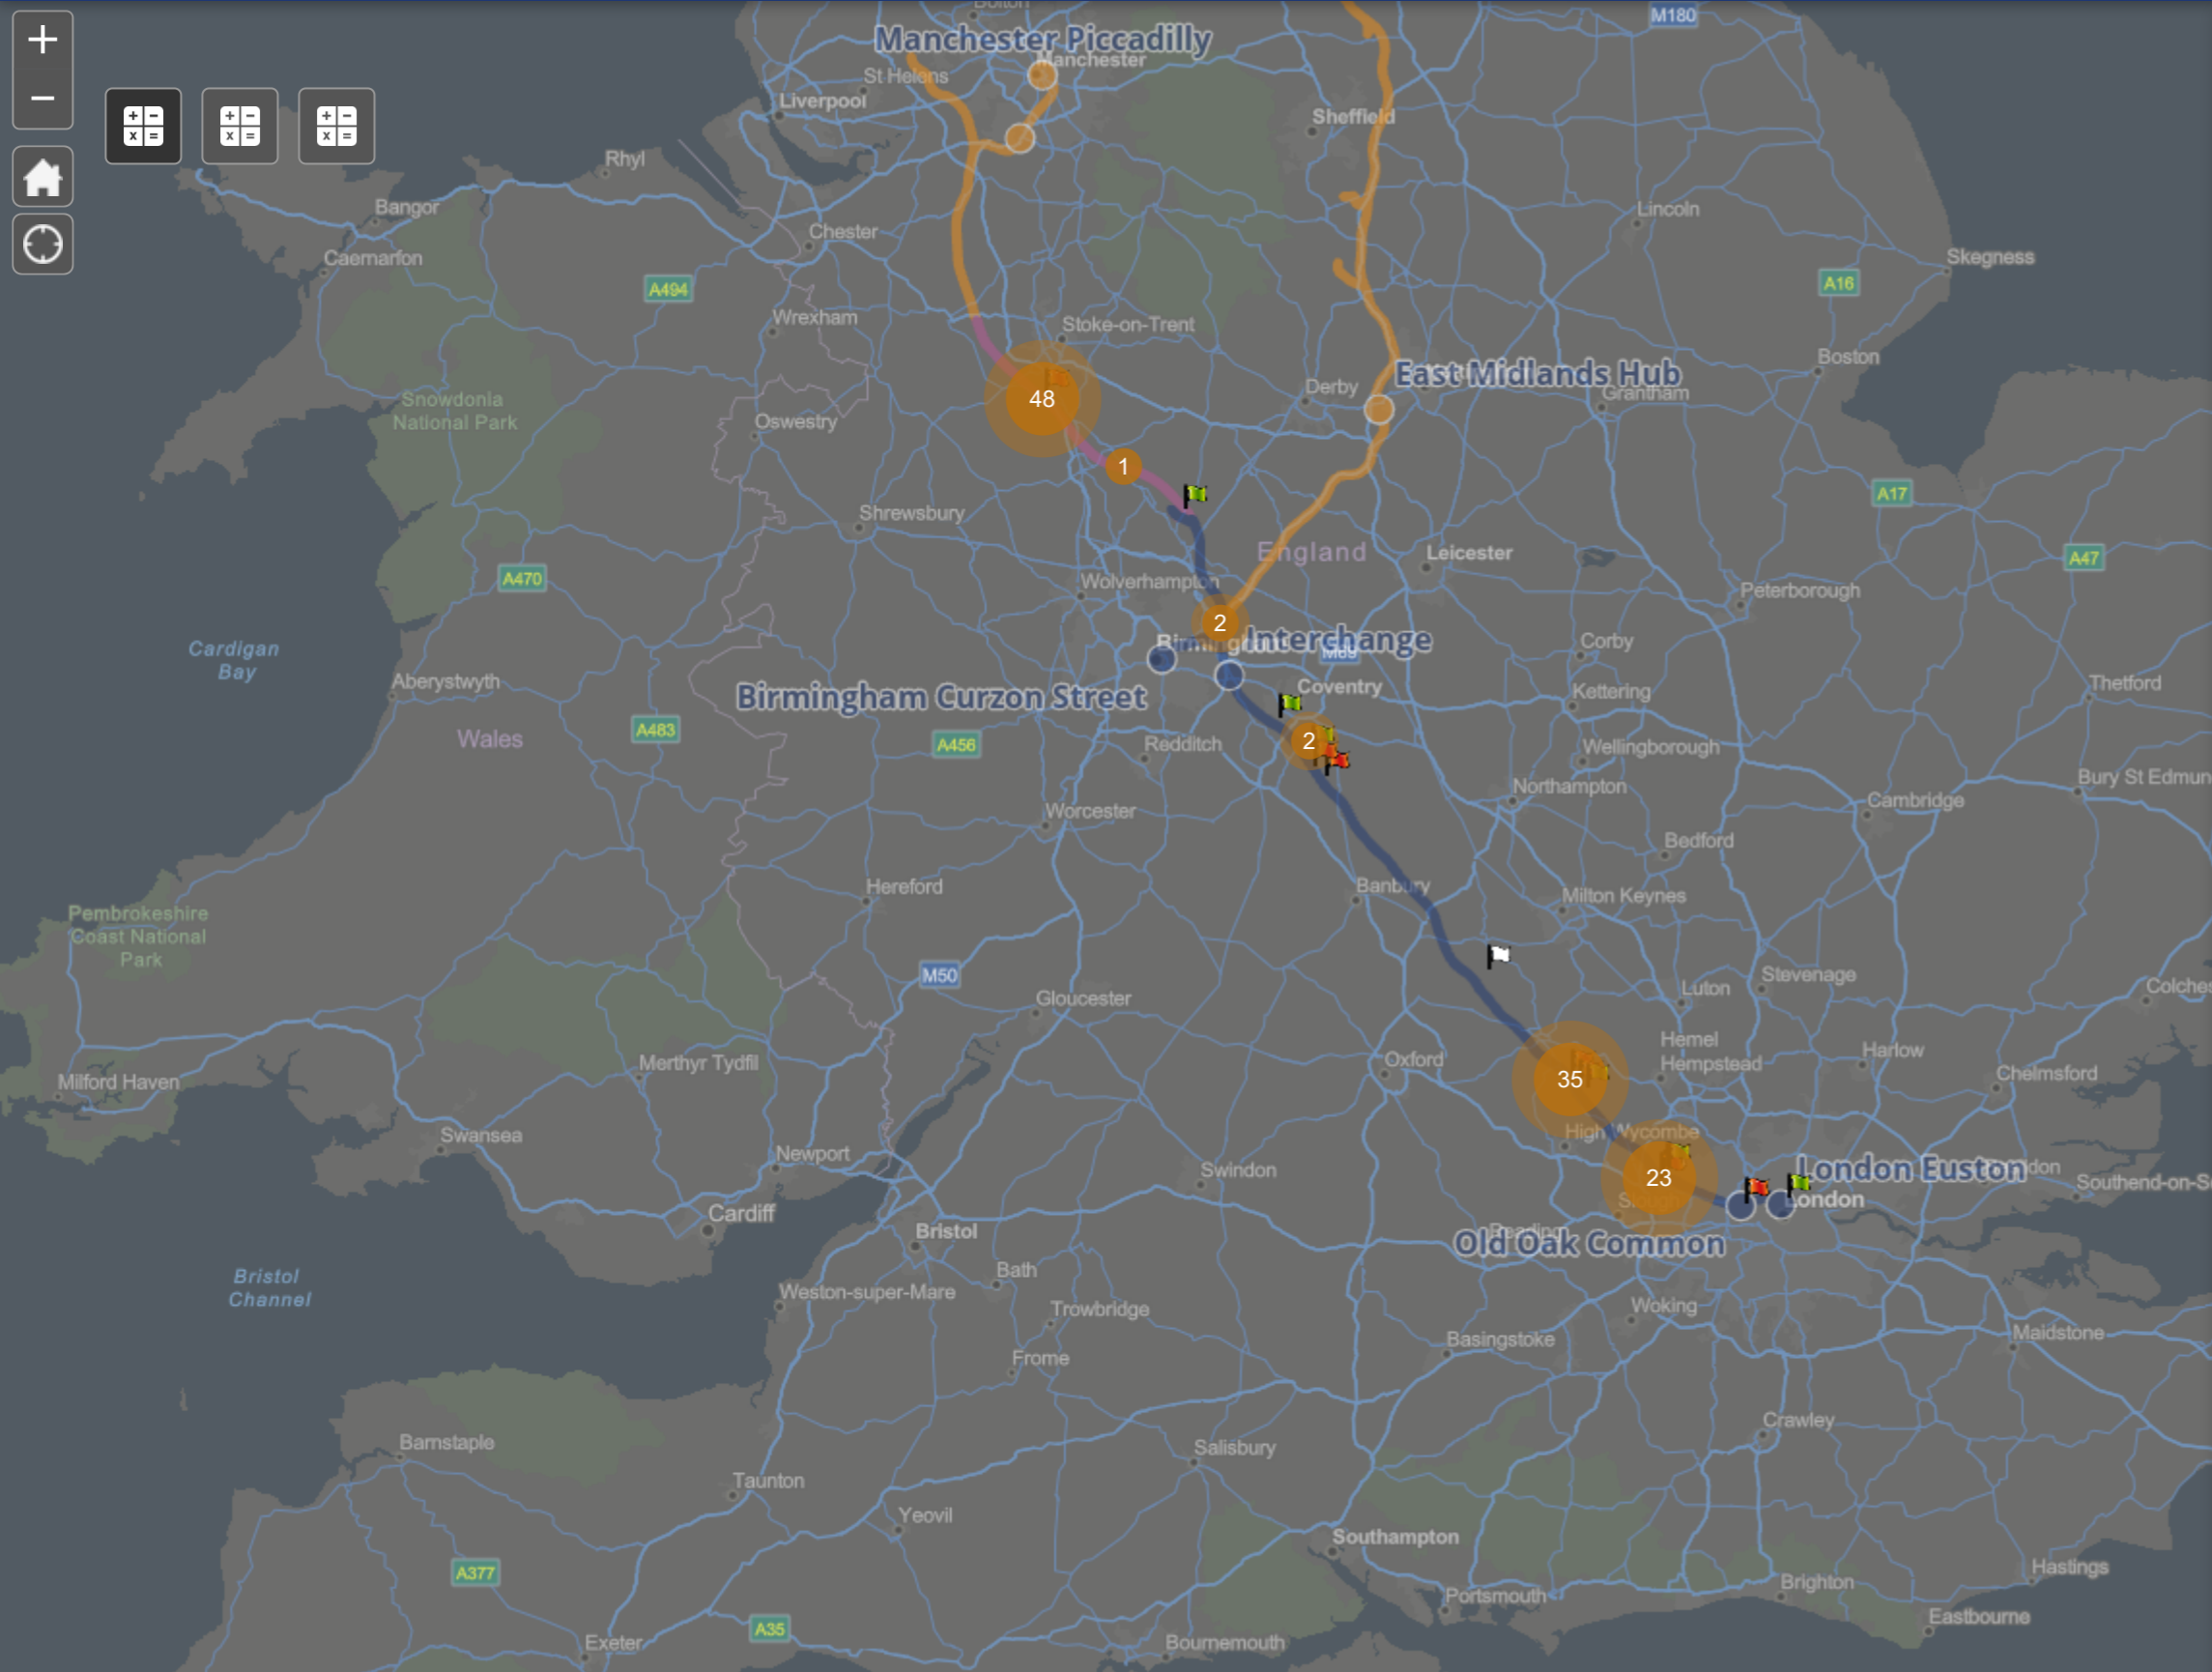 Bolton
M180
+
Manchester Piccadilly
Manchester
St Helens
−
Liverpool
Sheffield
Rhyl
Bangor
Lincoln
Chester
Caernarfon
Skegness
A494
A16
Wrexham
Stoke-on-Trent
Boston
East Midlands Hub
Derby
Grantham
Snowdonia
National Park
48
Oswestry
1
A17
Shrewsbury
England
Leicester
A47
A470
Wolverhampton
Peterborough
2
Interchange
Birmingham
M69
Corby
Cardigan
Bay
Aberystwyth
Coventry
Kettering
Thetford
Birmingham Curzon Street
A483
Wales
A456
Redditch
2
Wellingborough
Northampton
Bury St Edmun
Cambridge
Worcester
Bedford
Hereford
Banbury
Milton Keynes
Pembrokeshire
Coast National
Park
M50
Stevenage
Luton
Gloucester
Colches
Hemel
Hempstead
Harlow
Oxford
Merthyr Tydfil
35
Chelmsford
Milford Haven
High Wycombe
Swansea
Newport
London Euston
Swindon
23
Southend-on-S
London
Cardiff
Bristol
Reading
Old Oak Common
Bristol
Channel
Bath
Weston-super-Mare
Trowbridge
Woking
Maidstone
Basingstoke
Frome
Crawley
Barnstaple
Salisbury
Taunton
Yeovil
Southampton
A377
Hastings
Brighton
Portsmouth
Eastbourne
A35
Exeter
Bournemouth